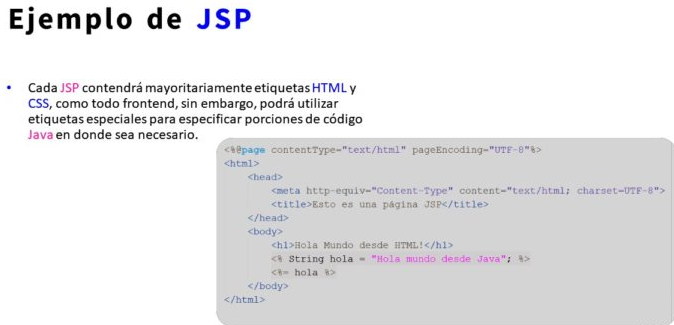 Ejemplo de JSP
• Cada JSP contendrá mayoritariamente etiquetas HTML y
CSS, como todo frontend, sin embargo, podrá utilizar
etiquetas especiales para especificar porciones de código
Java en donde sea necesario.
<%@page contentType="text/html" pageEncoding="UTF-8"%>
<html>
<head>
<meta http-equiv="Content-Type" content="text/html; charset=UTF-8">
<title>Esto es una página JSP</title>
</head>
<body>
<h1>Hola Mundo desde HTML!</h1>
<% String hola = "Hola mundo desde Java"; %>
<%= hola %>
</body>
</html>